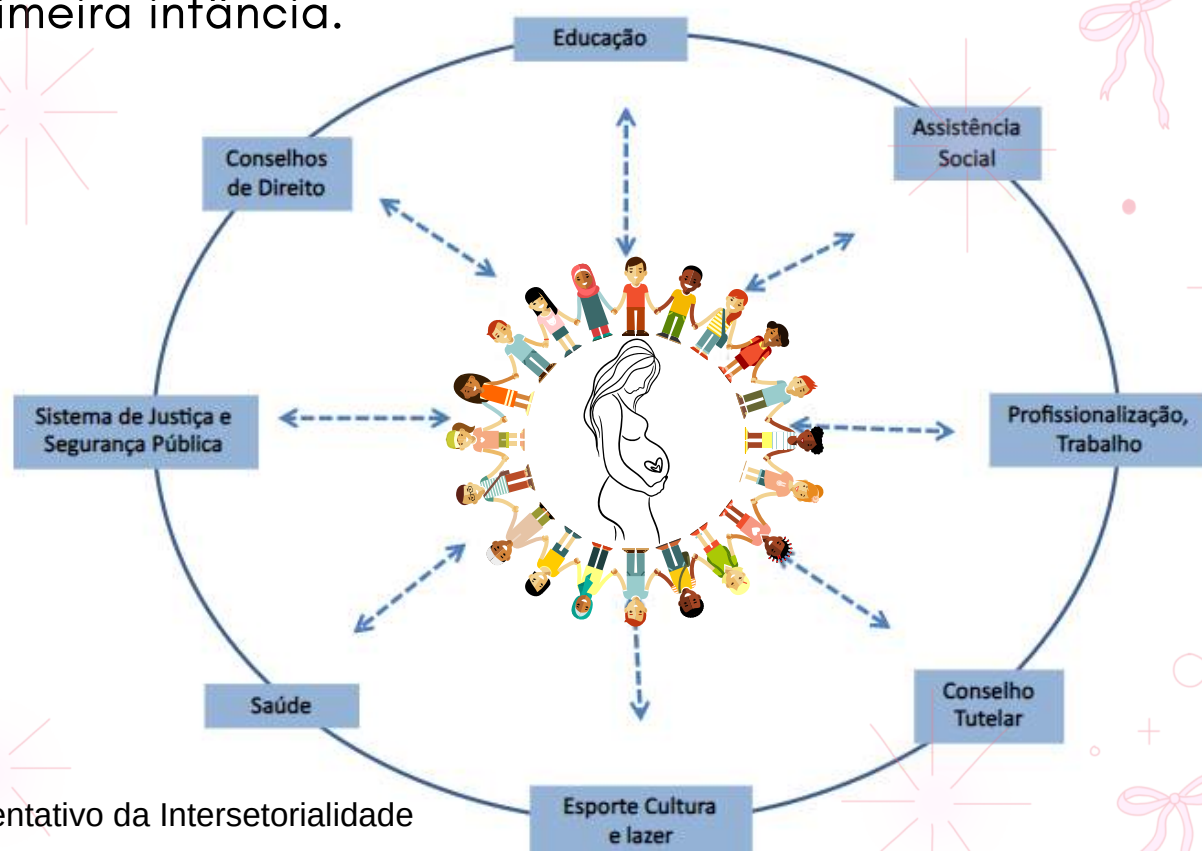 imeira infância.
Educação
Assistência
Social
Conselhos
de Direito
Sistema de Justiça e
Segurança Pública
Profissionalização,
Trabalho
Saúde
Conselho
Tutelar
Esporte Cultura
e lazer
entativo da Intersetorialidade